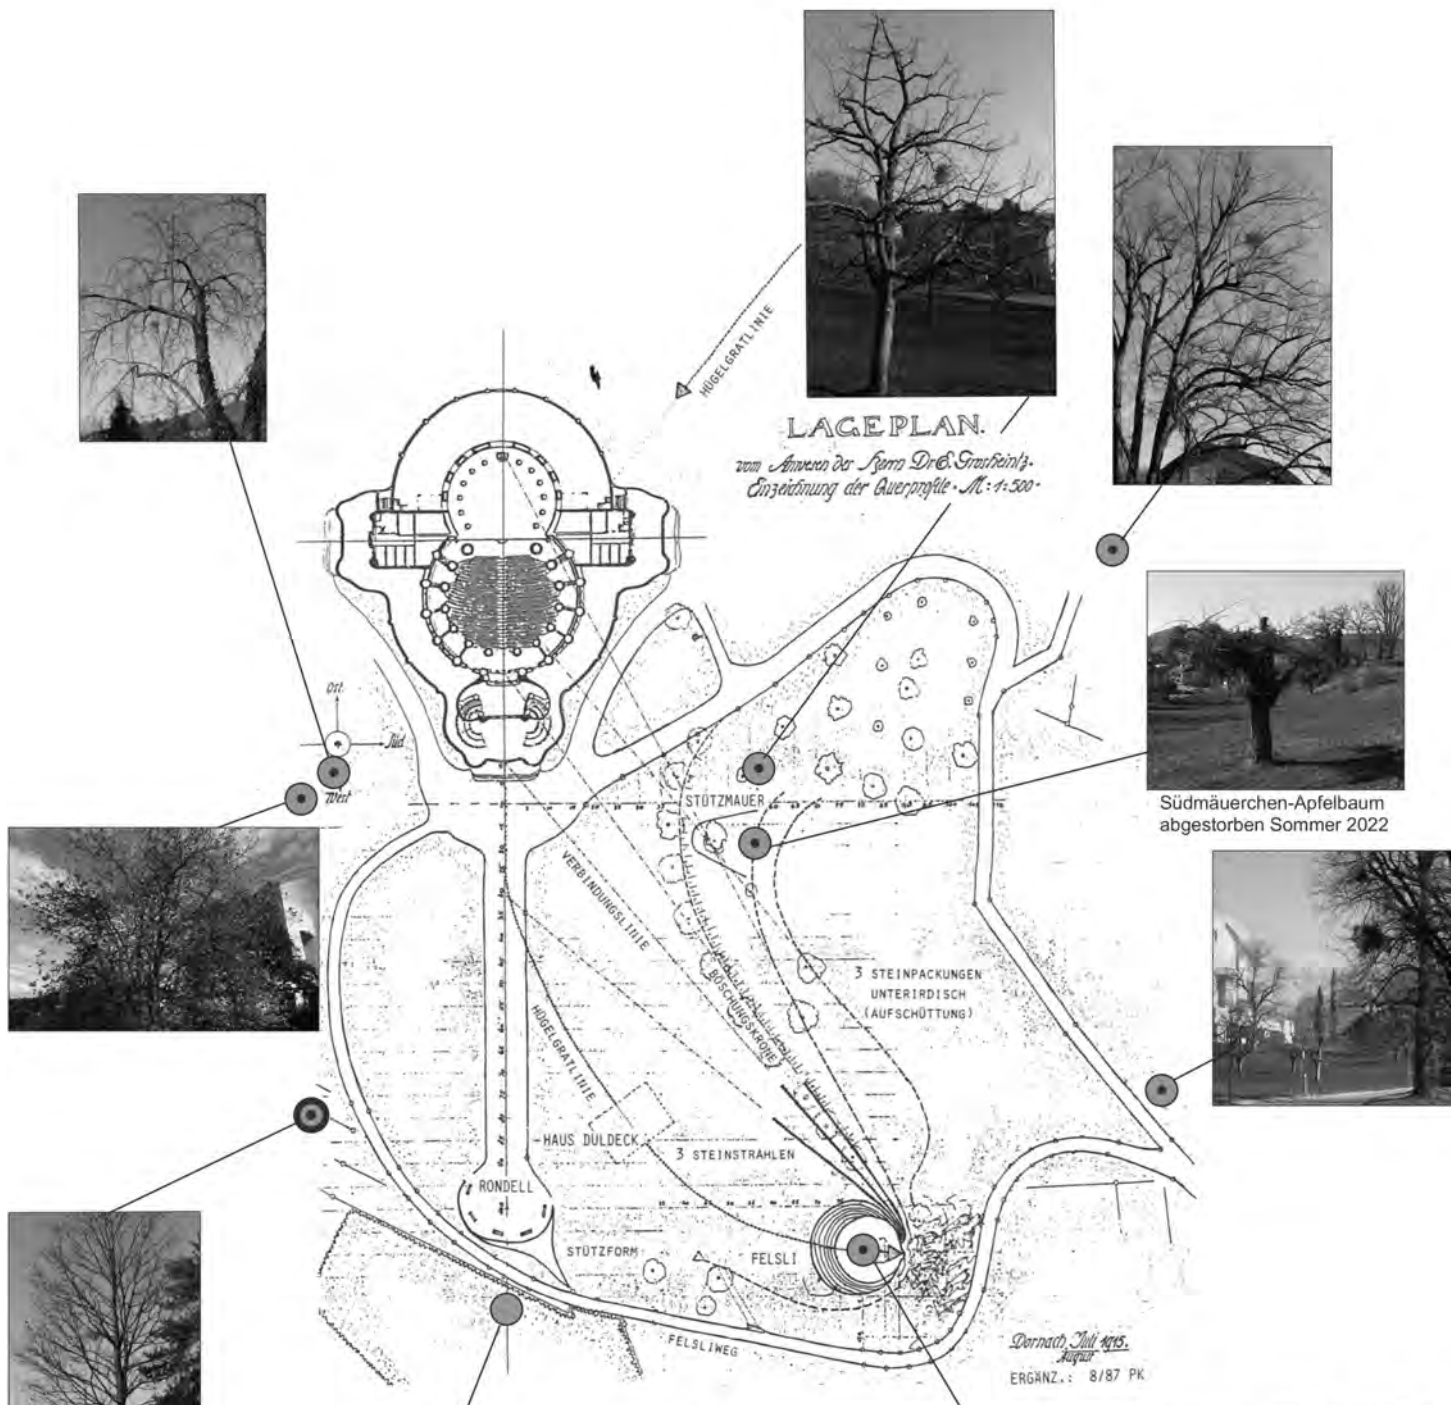 HÜGELGRATLINIE
LAGEPLAN.
vom Anwesen der Herrn Dr. E. Grosheintz.
Einzeichnung der Querprofile · M: 1:500 ·
Ost
Süd
West
STÜTZMAUER
Südmäuerchen-Apfelbaum
abgestorben Sommer 2022
VERBINDUNGSLINIE
BÖSCHUNGSKRONE
3 STEINPACKUNGEN
UNTERIRDISCH
(AUFSCHÜTTUNG)
HÜGELGRATLINIE
HAUS DULDECK
3 STEINSTRAHLEN
RONDELL
STÜTZFORM
FELSLI
FELSLIWEG
Dornach, Juli 1915.
August
ERGÄNZ.: 8/87 PK